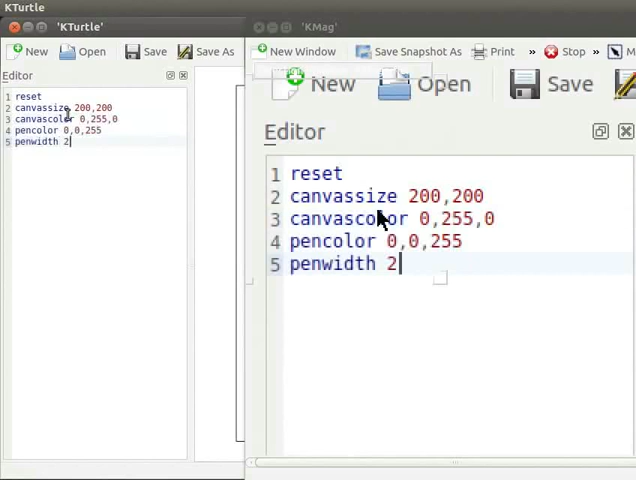 KTurtle
'KTurtle'
New Open Save Save As
Editor
1 reset
2 canvassize 200,200
3 canvascolor 0,255,0
4 pencolor 0,0,255
5 penwidth 2
'KMag'
New Window Save Snapshot As Print » Stop »
New Open Save
Editor
1 reset
2 canvassize 200,200
3 canvascolor 0,255,0
4 pencolor 0,0,255
5 penwidth 2